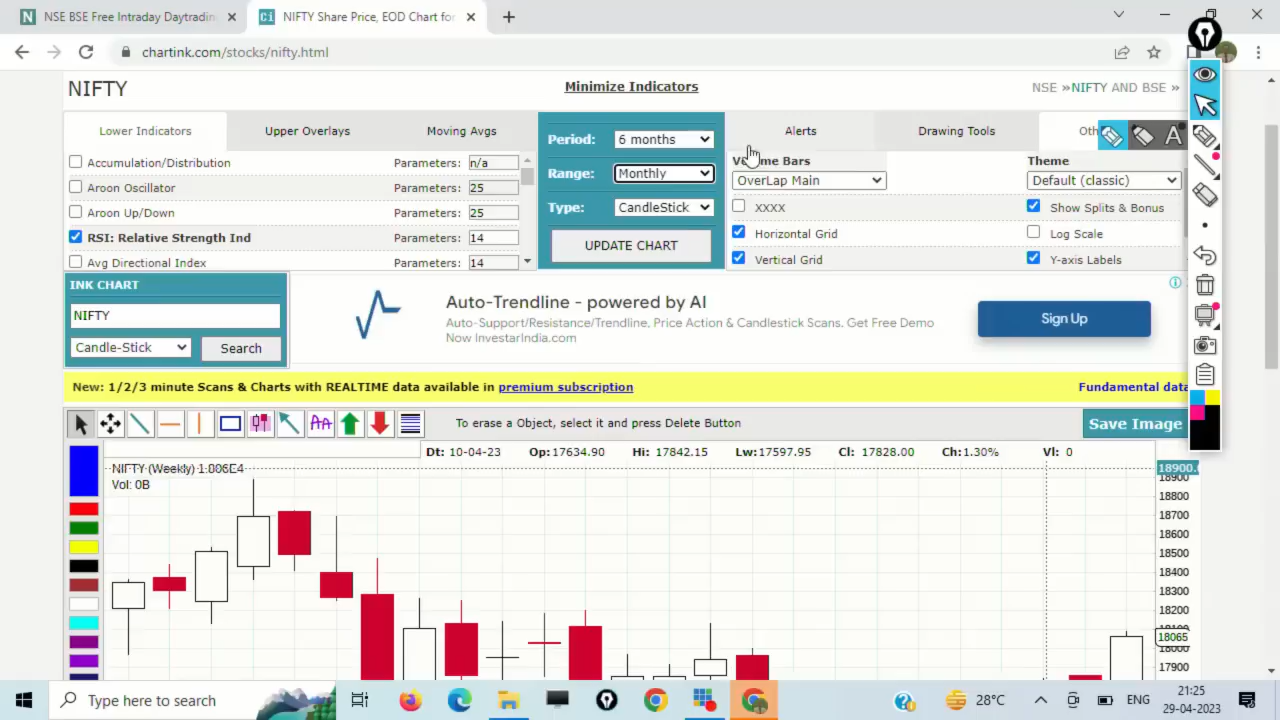 NSE BSE Free Intraday Daytradin
NIFTY Share Price, EOD Chart for
chartink.com/stocks/nifty.html
NIFTY
Minimize Indicators
NSE »NIFTY AND BSE »
Lower Indicators
Upper Overlays
Moving Avgs
Period: 6 months
Alerts
Drawing Tools
Oth
A
Accumulation/Distribution Parameters: n/a
Aroon Oscillator Parameters: 25
Aroon Up/Down Parameters: 25
RSI: Relative Strength Ind Parameters: 14
Avg Directional Index Parameters: 14
Range: Monthly
Type: CandleStick
UPDATE CHART
Volume Bars
OverLap Main
XXXX
Horizontal Grid
Vertical Grid
Theme
Default (classic)
Show Splits & Bonus
Log Scale
Y-axis Labels
INK CHART
NIFTY
Candle-Stick
Search
Auto-Trendline - powered by AI
Auto-Support/Resistance/Trendline, Price Action & Candlestick Scans. Get Free Demo
Now InvestarIndia.com
Sign Up
New: 1/2/3 minute Scans & Charts with REALTIME data available in premium subscription
Fundamental data
To erase a Object, select it and press Delete Button
Save Image
Dt: 10-04-23 Op:17634.90 Hi: 17842.15 Lw:17597.95 Cl: 17828.00 Ch:1.30% Vl: 0
NIFTY (Weekly) 1.006E4
Vol: 0B
18900.0
18900
18800
18700
18600
18500
18400
18300
18200
18065
18000
17900
Type here to search
28°C
ENG
21:25
29-04-2023